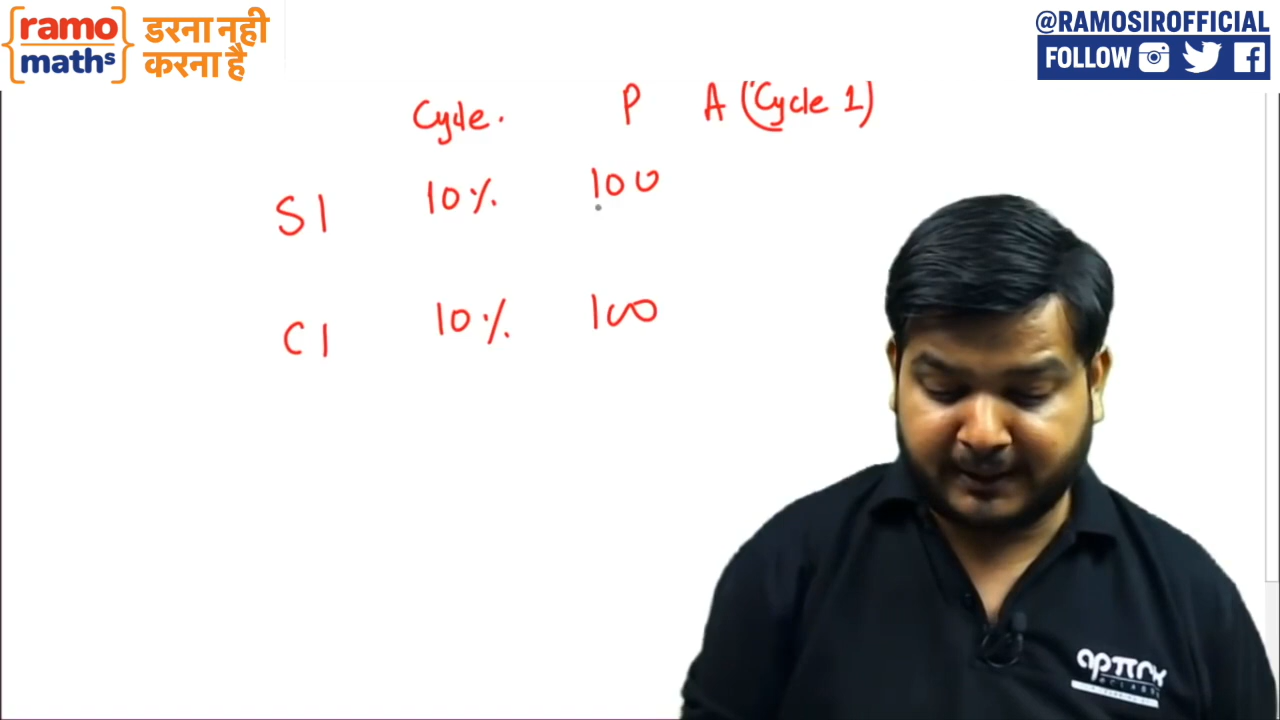 ramo
maths
डरना नही
करना है
@RAMOSIROFFICIAL
FOLLOW
Cycle. P A (Cycle 1)
SI 10% 100
CI 10% 100